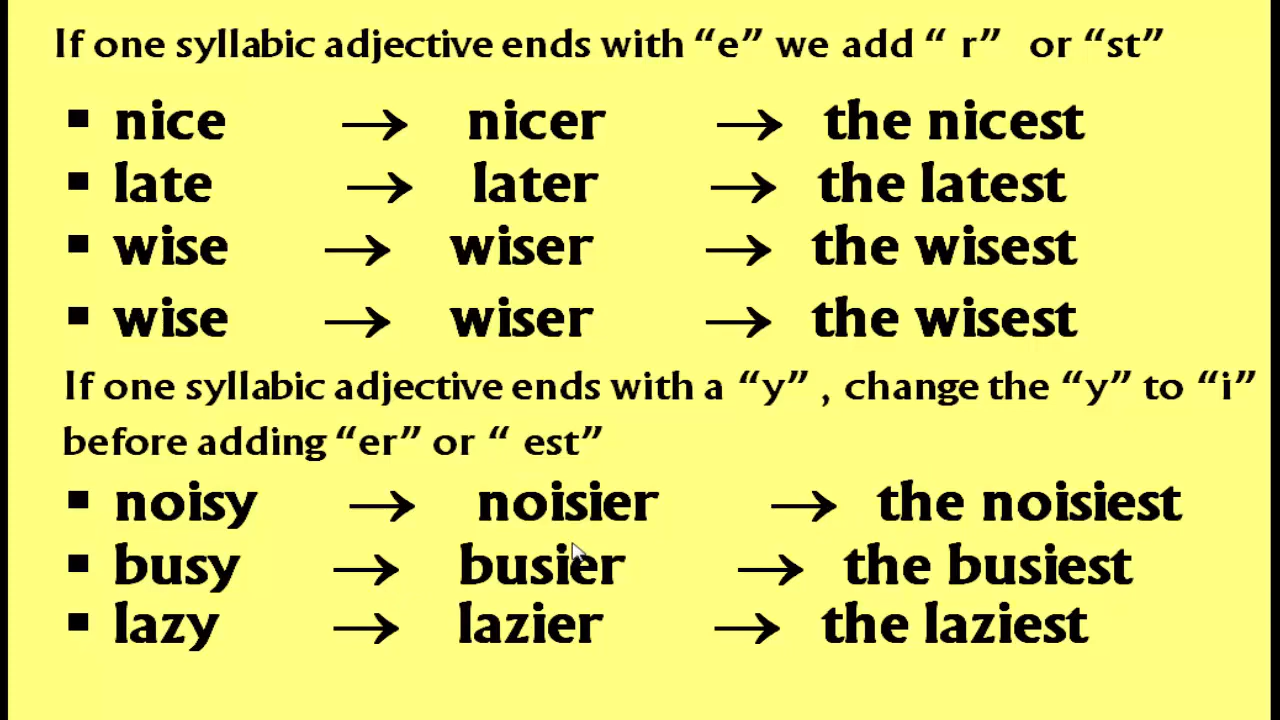 If one syllabic adjective ends with “e” we add “ r” or “st”
▪ nice → nicer → the nicest
▪ late → later → the latest
▪ wise → wiser → the wisest
▪ wise → wiser → the wisest
If one syllabic adjective ends with a “y” , change the “y” to “i”
before adding “er” or “ est”
▪ noisy → noisier → the noisiest
▪ busy → busier → the busiest
▪ lazy → lazier → the laziest